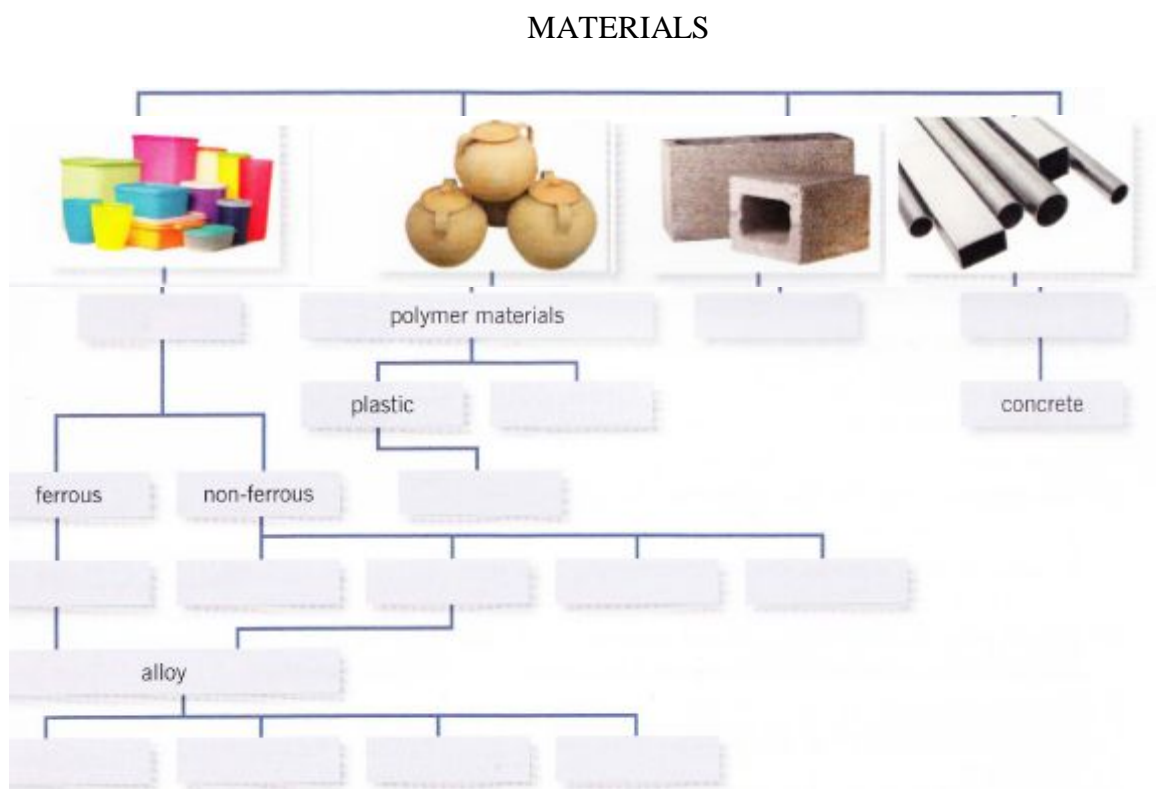 MATERIALS
polymer materials
plastic
concrete
ferrous
non-ferrous
alloy